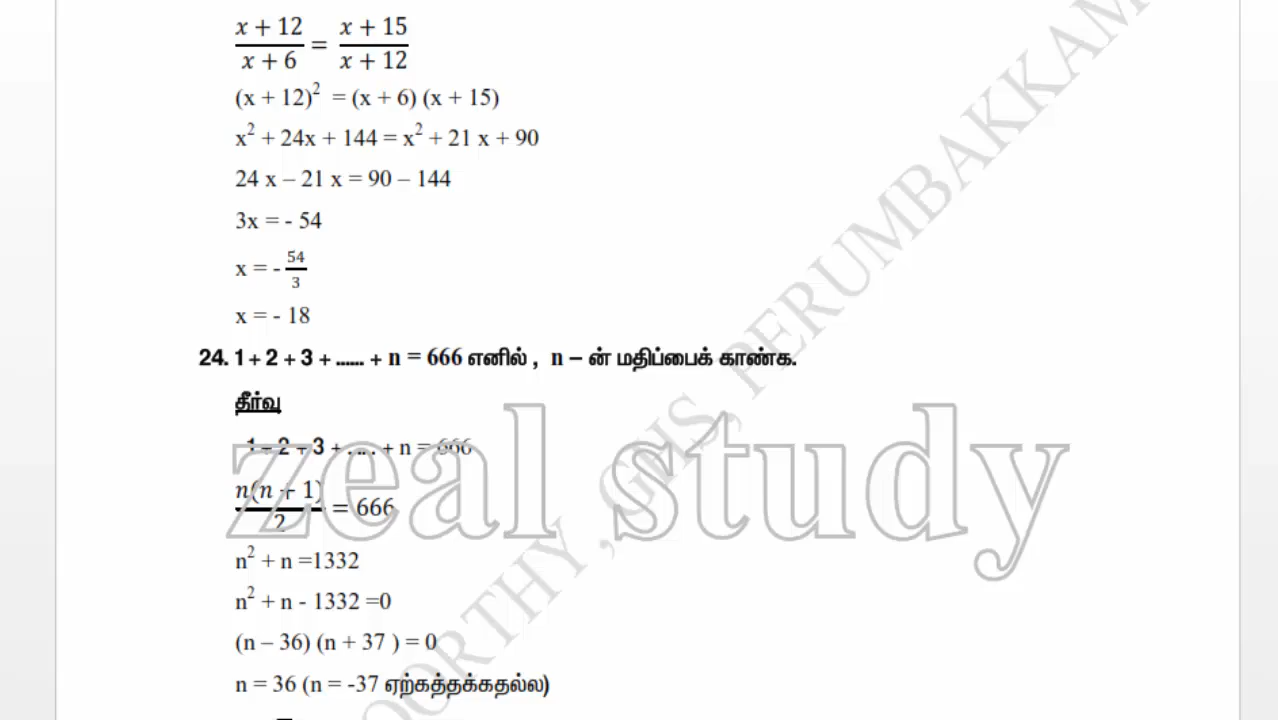 x + 12 / x + 6 = x + 15 / x + 12
(x + 12)² = (x + 6) (x + 15)
x² + 24x + 144 = x² + 21 x + 90
24 x – 21 x = 90 – 144
3x = - 54
x = - 54/3
x = - 18
24. 1 + 2 + 3 + ...... + n = 666 எனில் , n – ன் மதிப்பைக் காண்க.
தீர்வு
1 + 2 + 3 + ..... + n = 666
n(n + 1) / 2 = 666
n² + n =1332
n² + n - 1332 =0
(n – 36) (n + 37 ) = 0
n = 36 (n = -37 ஏற்கத்தக்கதல்ல)
zeal study
OORTHY , GHS, PERUMBAKKAM